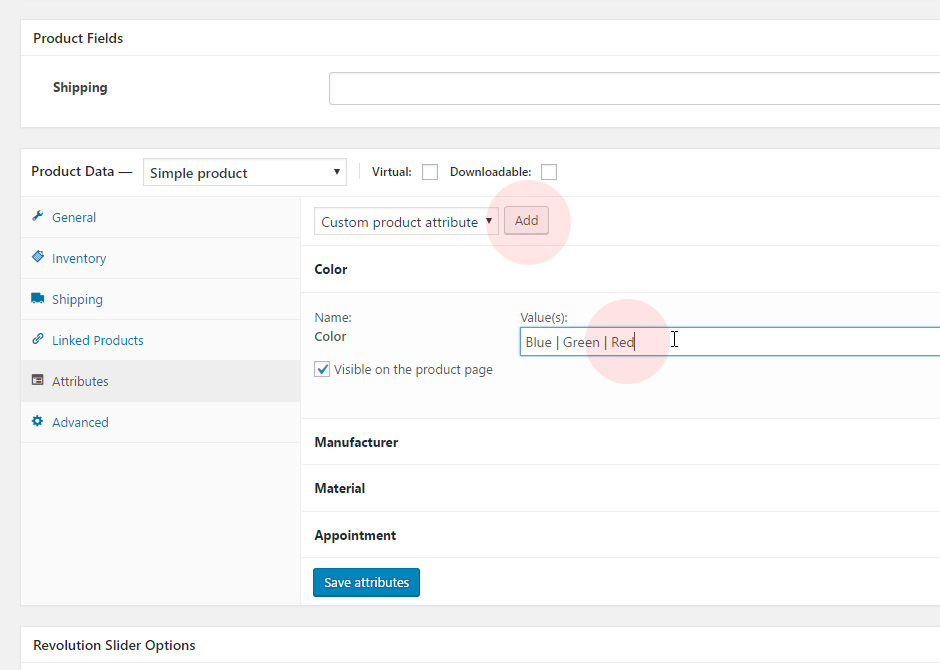 Product Fields
Shipping
Product Data — Simple product Virtual: Downloadable:
General
Inventory
Shipping
Linked Products
Attributes
Advanced
Custom product attribute Add
Color
Name: Value(s):
Color Blue | Green | Red
Visible on the product page
Manufacturer
Material
Appointment
Save attributes
Revolution Slider Options